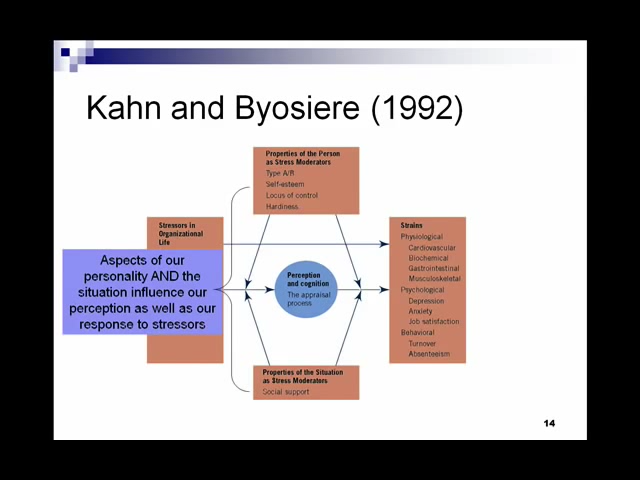 Kahn and Byosiere (1992)
Properties of the Person
as Stress Moderators
Type A/B
Self-esteem
Locus of control
Hardiness
Stressors in
Organizational
Life
Aspects of our
personality AND the
situation influence our
perception as well as our
response to stressors
Perception
and cognition
The appraisal
process
Strains
Physiological
Cardiovascular
Biochemical
Gastrointestinal
Musculoskeletal
Psychological
Depression
Anxiety
Job satisfaction
Behavioral
Turnover
Absenteeism
Properties of the Situation
as Stress Moderators
Social support
14